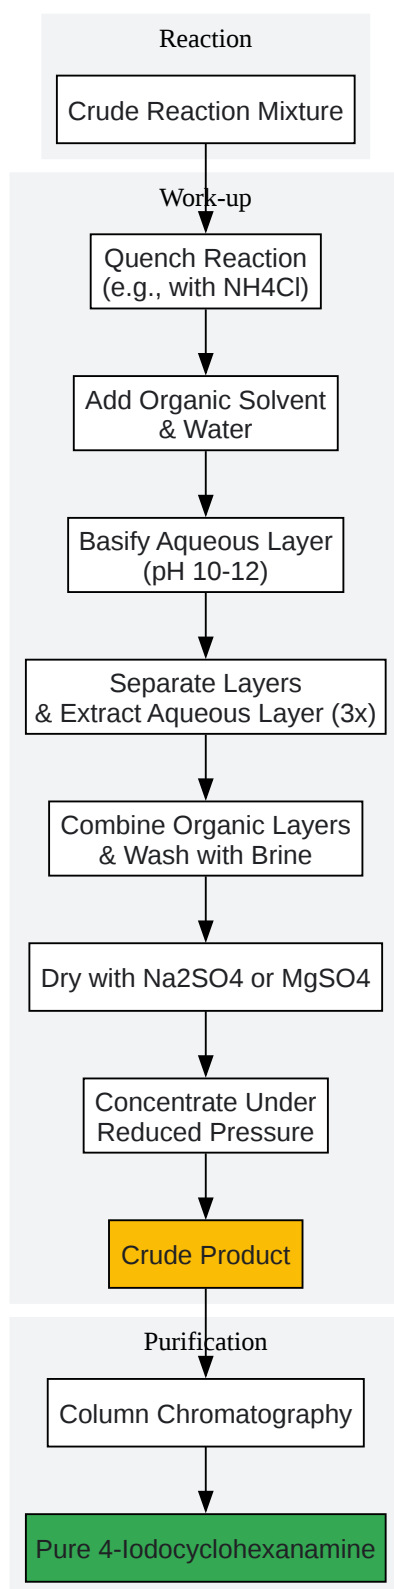 Reaction
Crude Reaction Mixture
Work-up
Quench Reaction
(e.g., with NH4Cl)
Add Organic Solvent
& Water
Basify Aqueous Layer
(pH 10-12)
Separate Layers
& Extract Aqueous Layer (3x)
Combine Organic Layers
& Wash with Brine
Dry with Na2SO4 or MgSO4
Concentrate Under
Reduced Pressure
Crude Product
Purification
Column Chromatography
Pure 4-Iodocyclohexanamine